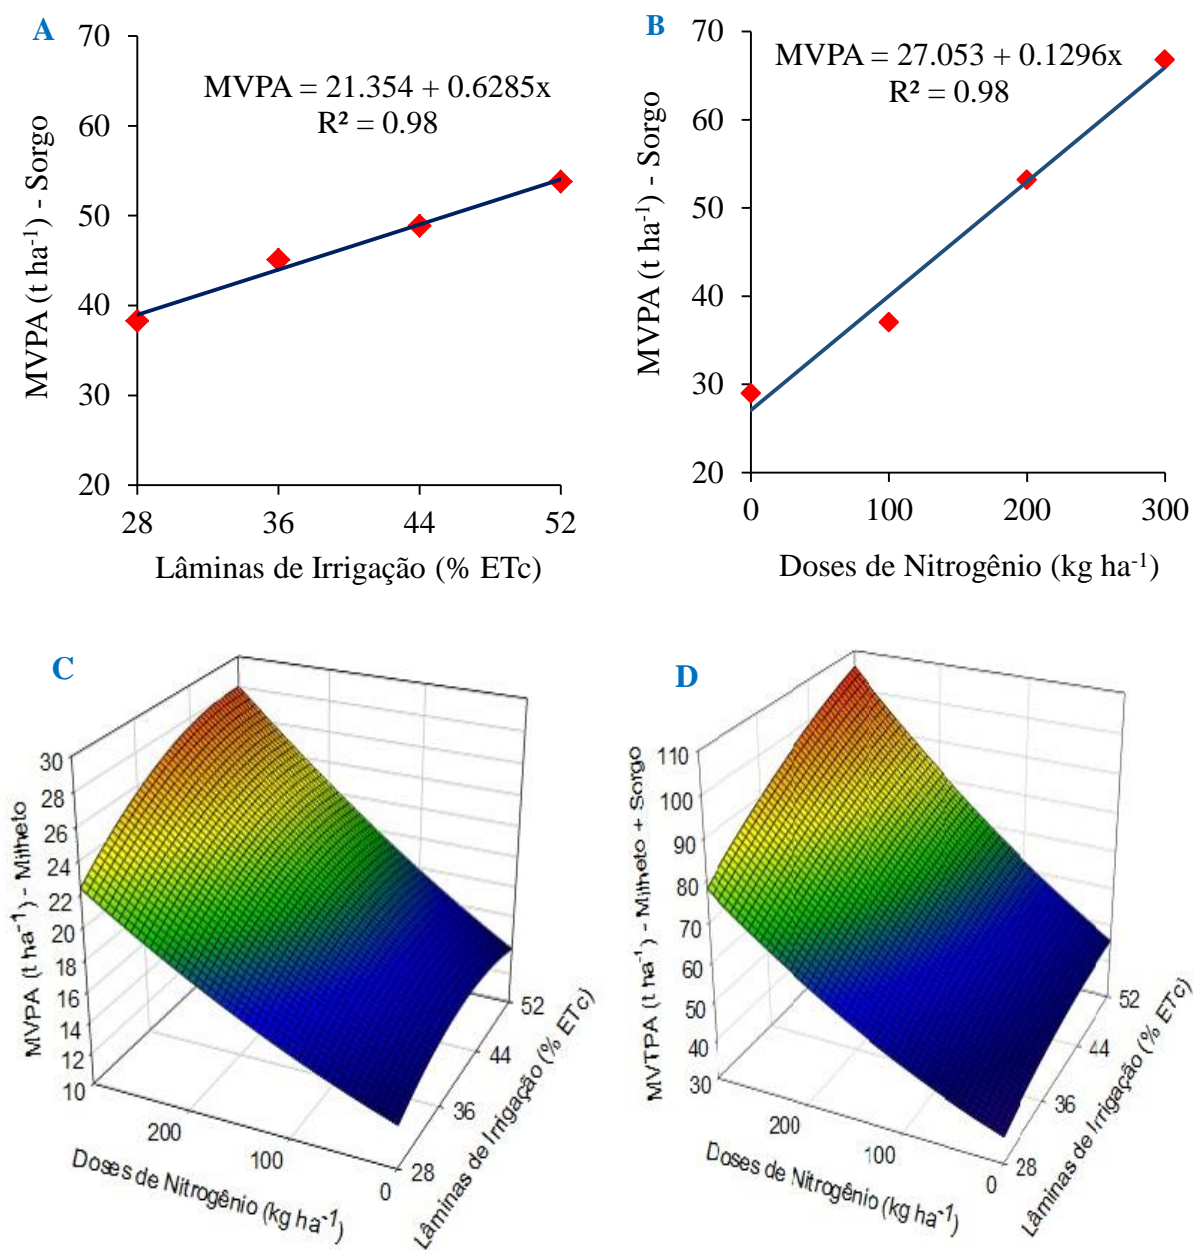 A
MVPA = 21.354 + 0.6285x
R² = 0.98
MVPA (t ha⁻¹) - Sorgo
70
60
50
40
30
20
28 36 44 52
Lâminas de Irrigação (% ETc)
B
MVPA = 27.053 + 0.1296x
R² = 0.98
MVPA (t ha⁻¹) - Sorgo
70
60
50
40
30
20
0 100 200 300
Doses de Nitrogênio (kg ha⁻¹)
C
MVPA (t ha⁻¹) - Milheto
30
28
26
24
22
20
18
16
14
12
10
200 100 0
Doses de Nitrogênio (kg ha⁻¹)
52
44
36
28
Lâminas de Irrigação (% ETc)
D
MVTPA (t ha⁻¹) - Milheto + Sorgo
110
100
90
80
70
60
50
40
30
200 100 0
Doses de Nitrogênio (kg ha⁻¹)
52
44
36
28
Lâminas de Irrigação (% ETc)